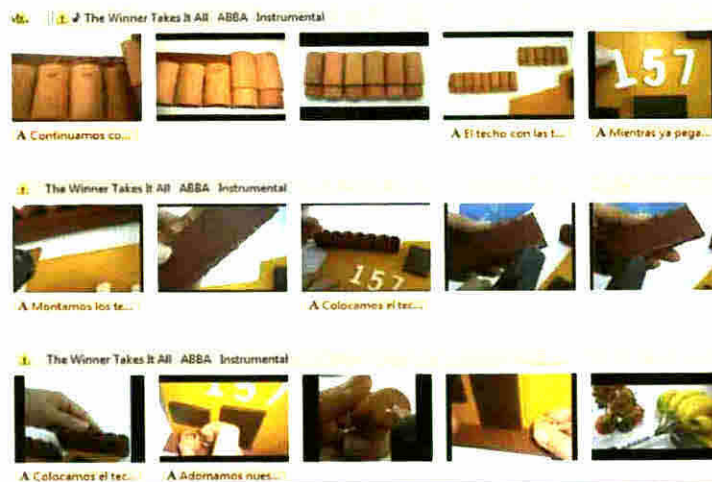 ♪ The Winner Takes It All ABBA Instrumental
A Continuamos co...
A El techo con las t...
A Mientras ya pega...
157
The Winner Takes It All ABBA Instrumental
A Montamos los te...
A Colocamos el tec...
157
The Winner Takes It All ABBA Instrumental
A Colocamos el tec...
A Adornamos nues...